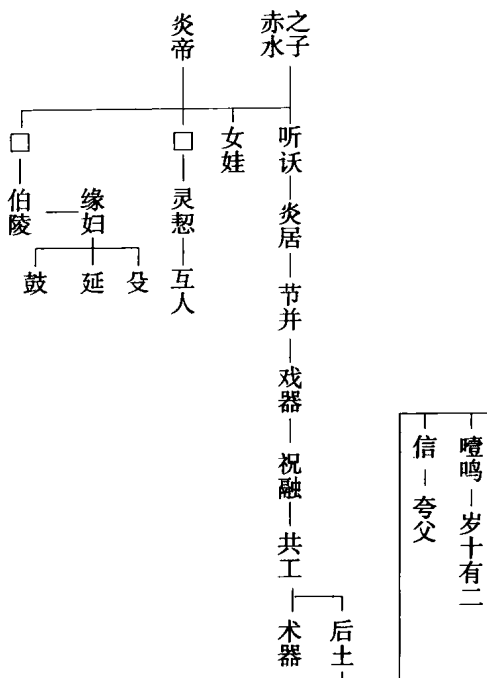 炎帝
赤水之子
□
□
女娃
听𫍙
伯陵
缘妇
灵恝
炎居
鼓
延
殳
互人
节并
戏器
祝融
共工
术器
后土
信
夸父
噎鸣
岁十有二